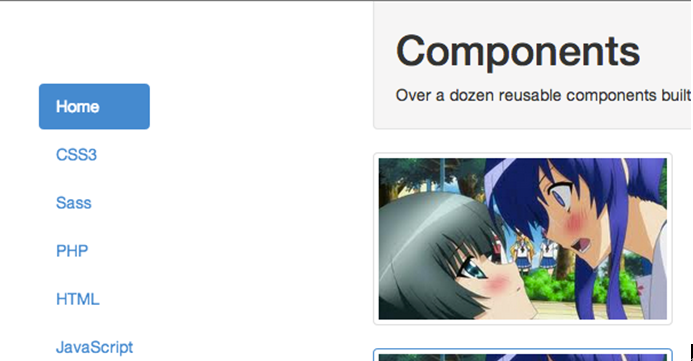 Components
Over a dozen reusable components built
Home
CSS3
Sass
PHP
HTML
JavaScript